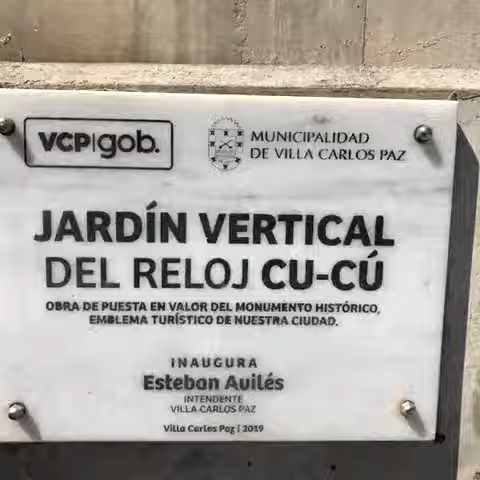 VCP|gob.
MUNICIPALIDAD
DE VILLA CARLOS PAZ
JARDÍN VERTICAL
DEL RELOJ CU-CÚ
OBRA DE PUESTA EN VALOR DEL MONUMENTO HISTÓRICO,
EMBLEMA TURÍSTICO DE NUESTRA CIUDAD.
INAUGURA
Esteban Avilés
INTENDENTE
VILLA CARLOS PAZ
Villa Carlos Paz | 2019